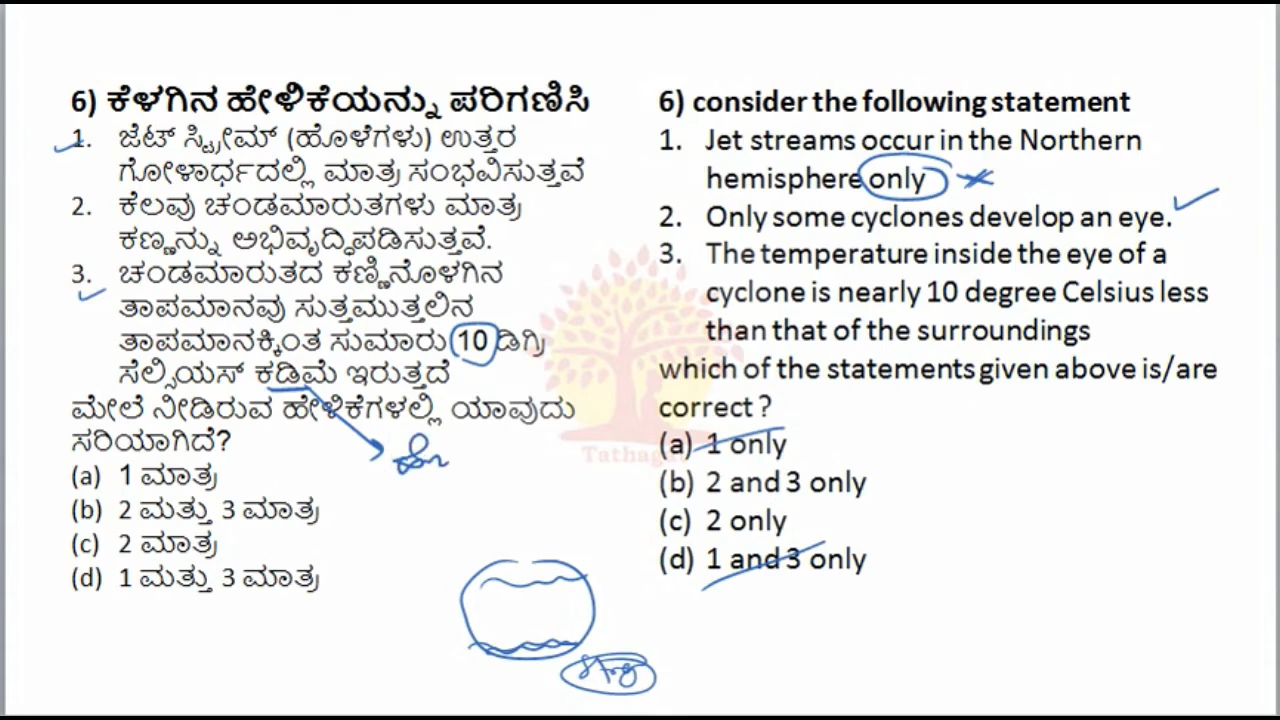 6) ಕೆಳಗಿನ ಹೇಳಿಕೆಯನ್ನು ಪರಿಗಣಿಸಿ
1. ಜೆಟ್ ಸ್ಟ್ರೀಮ್ (ಹೊಳೆಗಳು) ಉತ್ತರ
ಗೋಳಾರ್ಧದಲ್ಲಿ ಮಾತ್ರ ಸಂಭವಿಸುತ್ತವೆ
2. ಕೆಲವು ಚಂಡಮಾರುತಗಳು ಮಾತ್ರ
ಕಣ್ಣನ್ನು ಅಭಿವೃದ್ಧಿಪಡಿಸುತ್ತವೆ.
3. ಚಂಡಮಾರುತದ ಕಣ್ಣಿನೊಳಗಿನ
ತಾಪಮಾನವು ಸುತ್ತಮುತ್ತಲಿನ
ತಾಪಮಾನಕ್ಕಿಂತ ಸುಮಾರು 10 ಡಿಗ್ರಿ
ಸೆಲ್ಸಿಯಸ್ ಕಡಿಮೆ ಇರುತ್ತದೆ
ಮೇಲೆ ನೀಡಿರುವ ಹೇಳಿಕೆಗಳಲ್ಲಿ ಯಾವುದು
ಸರಿಯಾಗಿದೆ?
(a) 1 ಮಾತ್ರ
(b) 2 ಮತ್ತು 3 ಮಾತ್ರ
(c) 2 ಮಾತ್ರ
(d) 1 ಮತ್ತು 3 ಮಾತ್ರ
6) consider the following statement
1. Jet streams occur in the Northern
hemisphere only
2. Only some cyclones develop an eye.
3. The temperature inside the eye of a
cyclone is nearly 10 degree Celsius less
than that of the surroundings
which of the statements given above is/are
correct ?
(a) 1 only
(b) 2 and 3 only
(c) 2 only
(d) 1 and 3 only